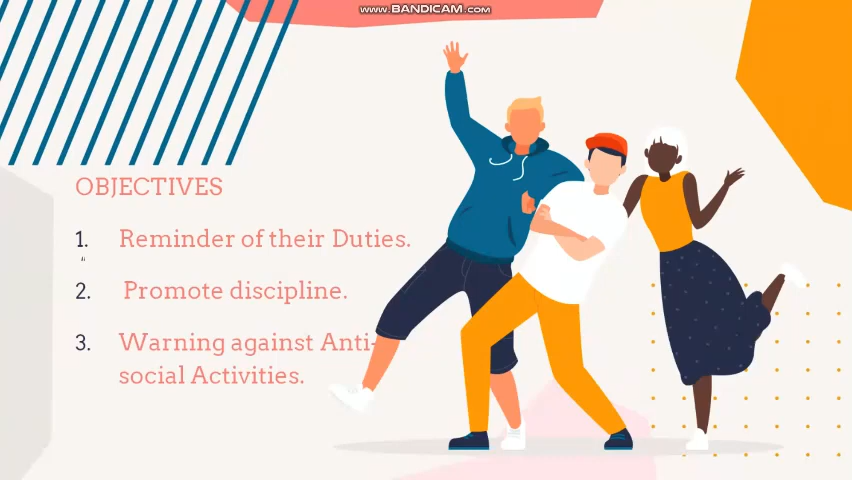 www.BANDICAM.com
OBJECTIVES
1. Reminder of their Duties.
2. Promote discipline.
3. Warning against Anti-
social Activities.